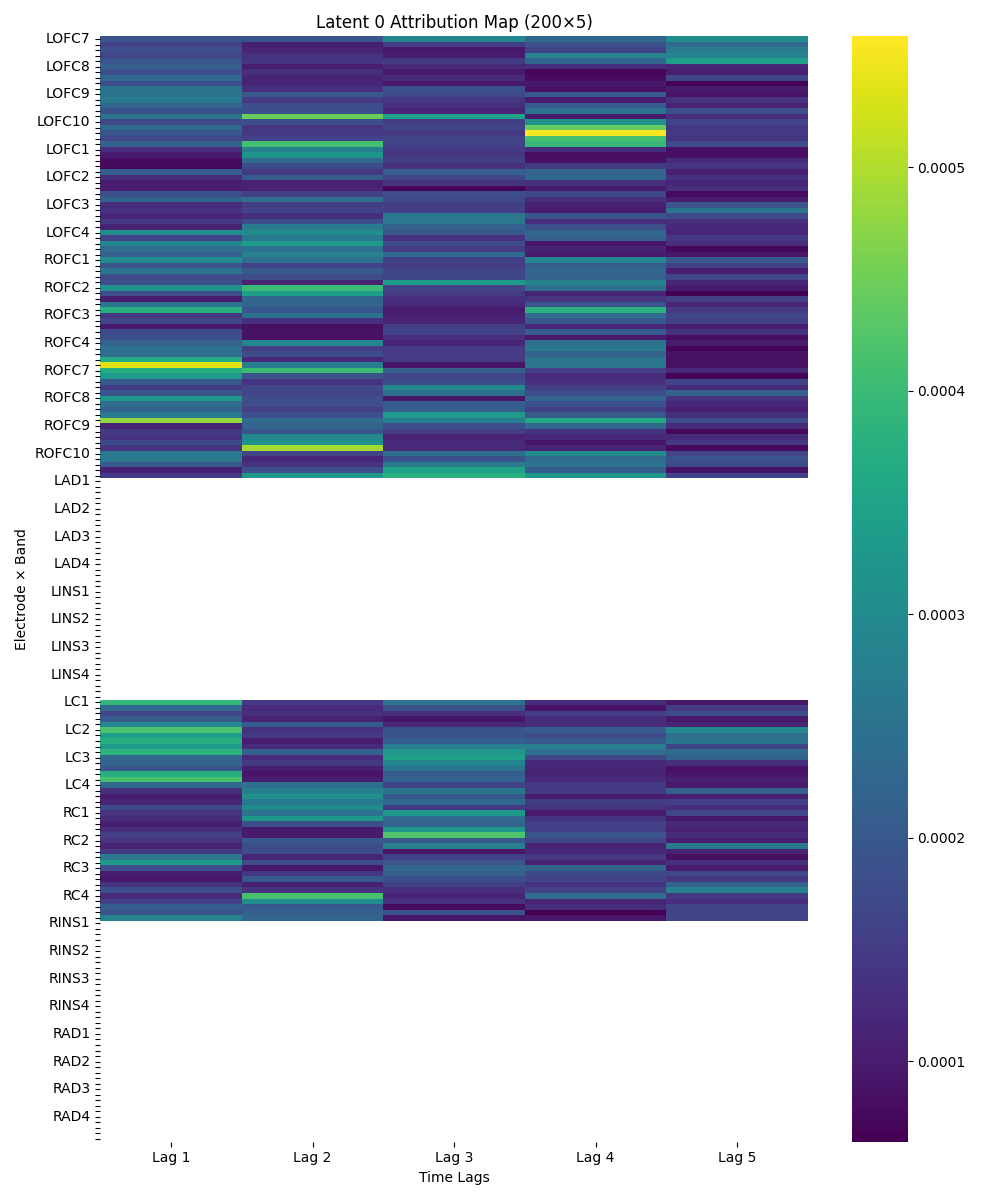 Latent 0 Attribution Map (200×5)
LOFC7
LOFC8
LOFC9
LOFC10
LOFC1
LOFC2
LOFC3
LOFC4
ROFC1
ROFC2
ROFC3
ROFC4
ROFC7
ROFC8
ROFC9
ROFC10
LAD1
LAD2
LAD3
LAD4
LINS1
LINS2
LINS3
LINS4
LC1
LC2
LC3
LC4
RC1
RC2
RC3
RC4
RINS1
RINS2
RINS3
RINS4
RAD1
RAD2
RAD3
RAD4
Electrode × Band
Lag 1 Lag 2 Lag 3 Lag 4 Lag 5
Time Lags
0.0005
0.0004
0.0003
0.0002
0.0001